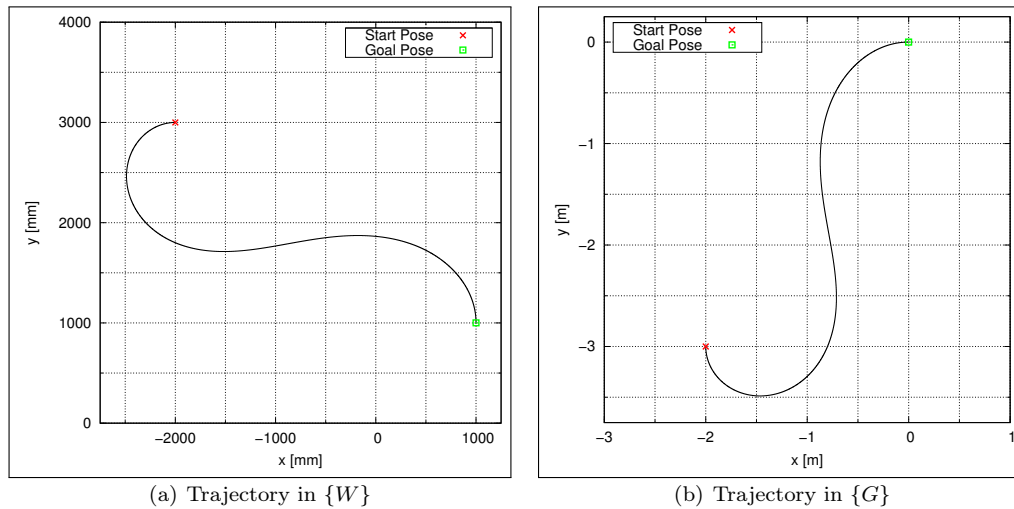 4000
3000
2000
1000
0
y [mm]
Start Pose
Goal Pose
−2000 −1000 0 1000
x [mm]
(a) Trajectory in {W}
0
−1
−2
−3
y [m]
Start Pose
Goal Pose
−3 −2 −1 0 1
x [m]
(b) Trajectory in {G}